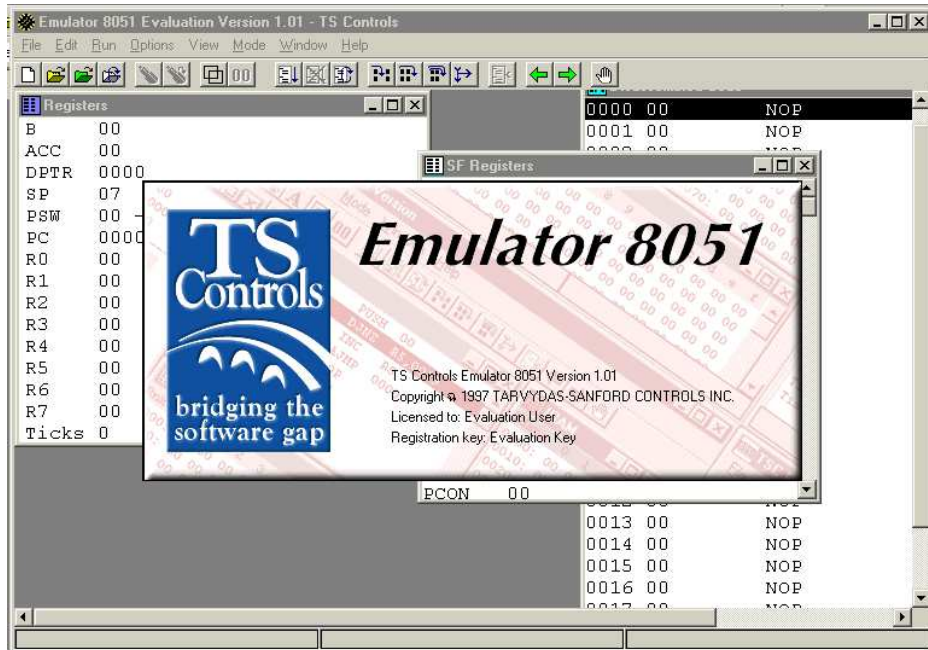 Emulator 8051 Evaluation Version 1.01 - TS Controls
File Edit Run Options View Mode Window Help
Registers
B 00
ACC 00
DPTR 0000
SP 07
PSW 00
PC 0000
R0 00
R1 00
R2 00
R3 00
R4 00
R5 00
R6 00
R7 00
Ticks 0
0000 00 NOP
0001 00 NOP
SF Registers
TS
Controls
bridging the
software gap
Emulator 8051
TS Controls Emulator 8051 Version 1.01
Copyright © 1997 TARVYDAS-SANFORD CONTROLS INC.
Licensed to: Evaluation User
Registration key: Evaluation Key
PCON 00
0013 00 NOP
0014 00 NOP
0015 00 NOP
0016 00 NOP